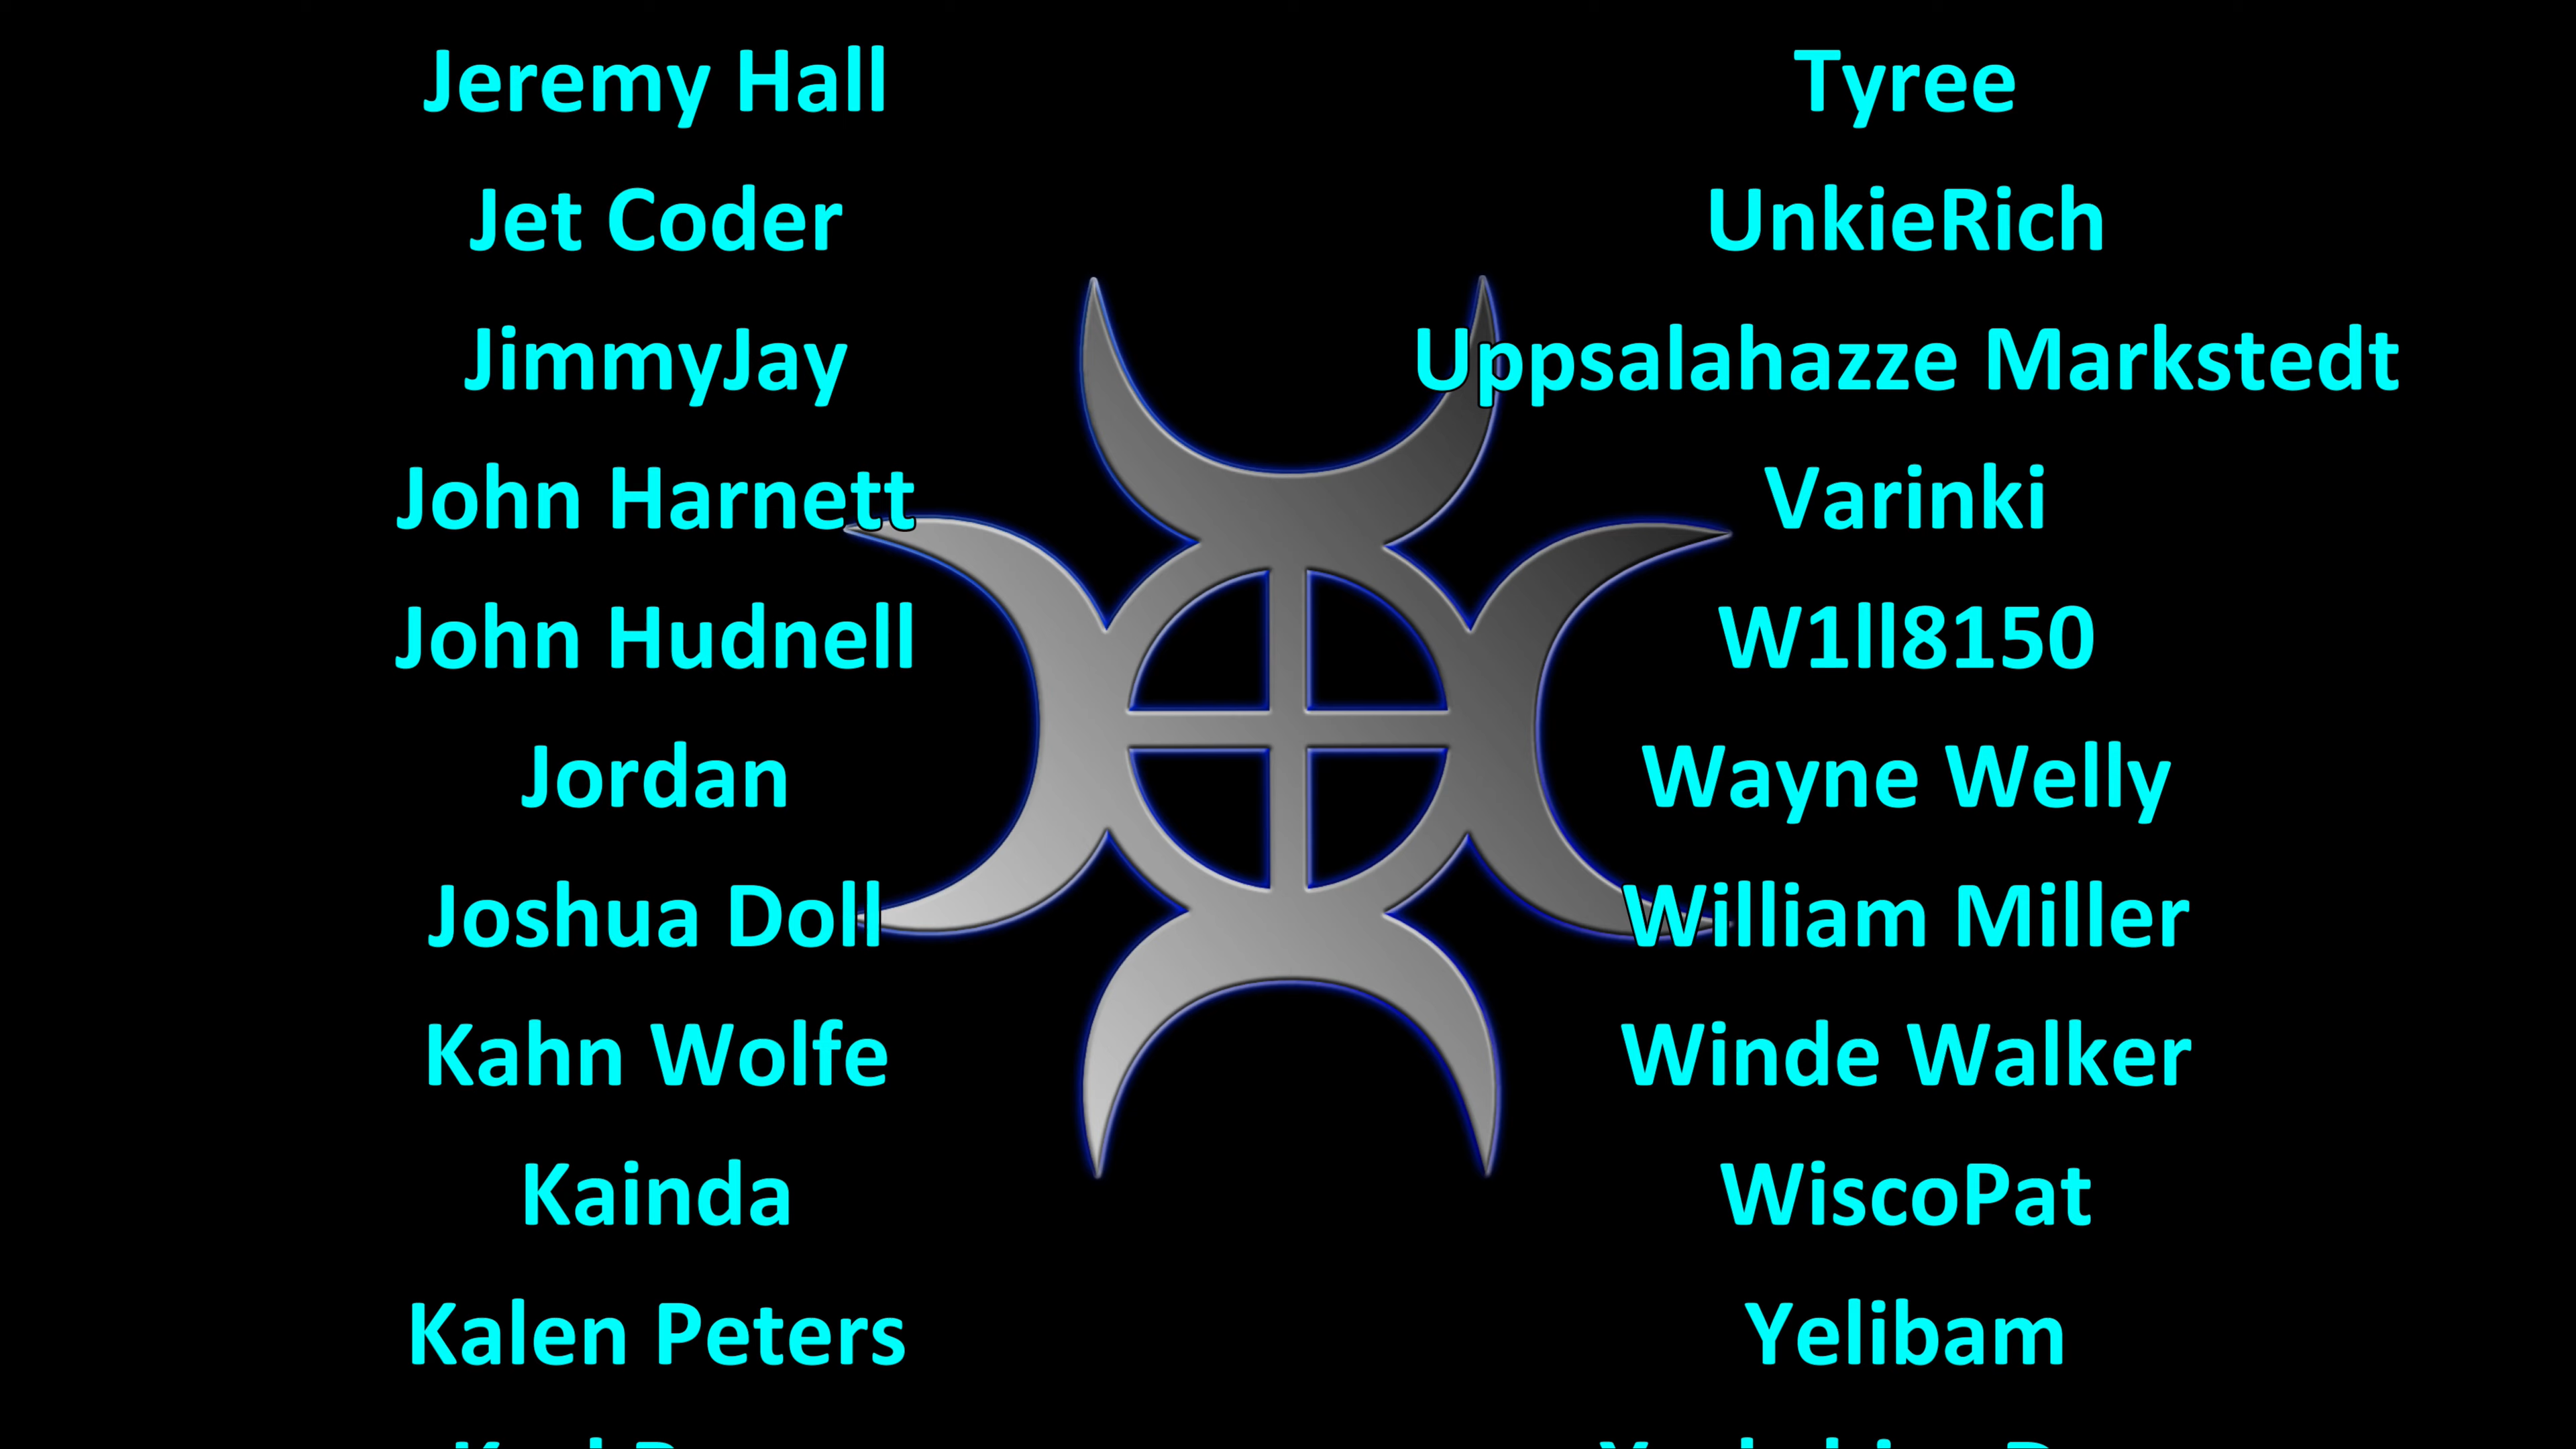 Jeremy Hall
Jet Coder
JimmyJay
John Harnett
John Hudnell
Jordan
Joshua Doll
Kahn Wolfe
Kainda
Kalen Peters
Tyree
UnkieRich
Uppsalahazze Markstedt
Varinki
W1ll8150
Wayne Welly
William Miller
Winde Walker
WiscoPat
Yelibam